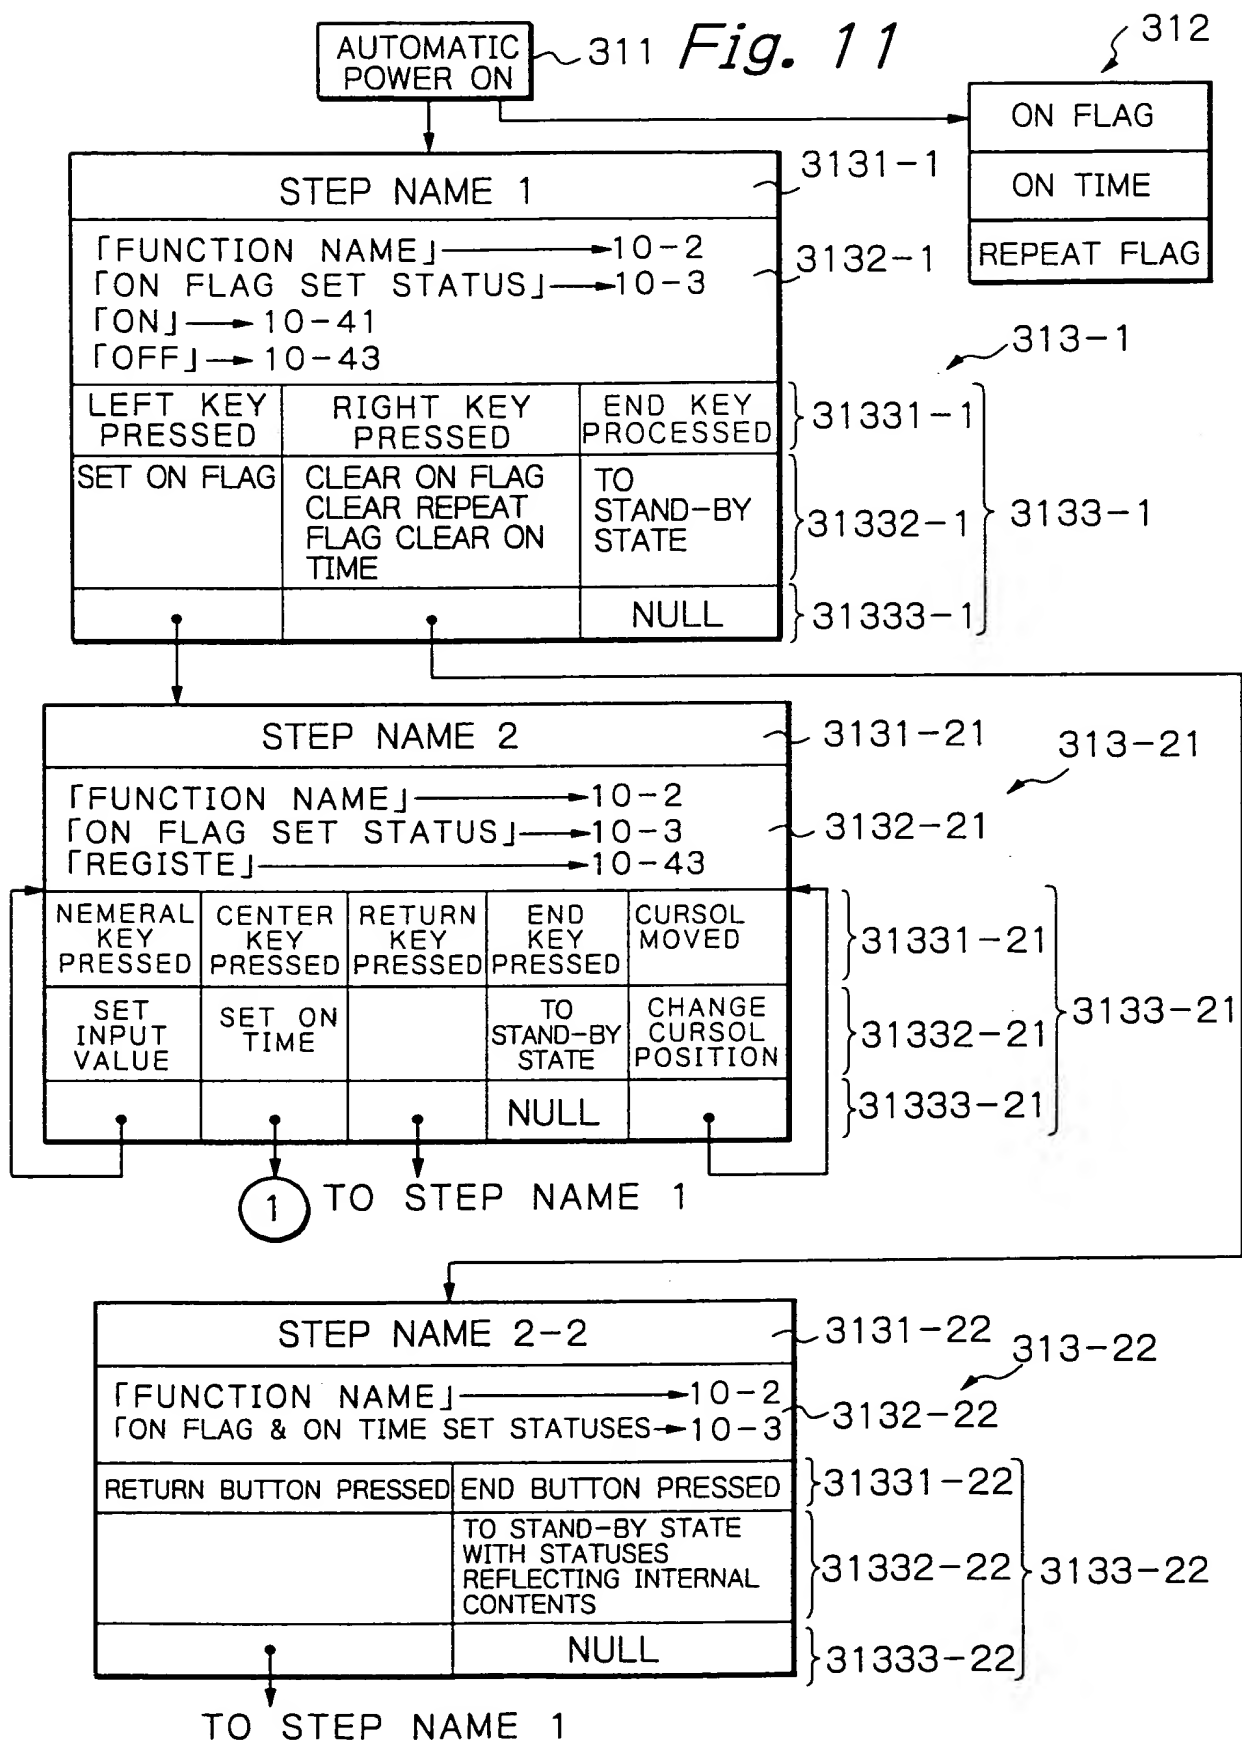 Fig. 11
AUTOMATIC
POWER ON
311
312
ON FLAG
ON TIME
REPEAT FLAG
STEP NAME 1
3131-1
「FUNCTION NAME」→10-2
「ON FLAG SET STATUS」→10-3
「ON」→10-41
「OFF」→10-43
3132-1
313-1
LEFT KEY
PRESSED
RIGHT KEY
PRESSED
END KEY
PROCESSED
31331-1
SET ON FLAG
CLEAR ON FLAG
CLEAR REPEAT
FLAG CLEAR ON
TIME
TO
STAND-BY
STATE
31332-1
3133-1
NULL
31333-1
STEP NAME 2
3131-21
313-21
「FUNCTION NAME」→10-2
「ON FLAG SET STATUS」→10-3
「REGISTE」→10-43
3132-21
NEMERAL
KEY
PRESSED
CENTER
KEY
PRESSED
RETURN
KEY
PRESSED
END
KEY
PRESSED
CURSOL
MOVED
31331-21
SET
INPUT
VALUE
SET ON
TIME
TO
STAND-BY
STATE
CHANGE
CURSOL
POSITION
31332-21
3133-21
NULL
31333-21
1
TO STEP NAME 1
STEP NAME 2-2
3131-22
313-22
「FUNCTION NAME」→10-2
「ON FLAG & ON TIME SET STATUSES→10-3
3132-22
RETURN BUTTON PRESSED
END BUTTON PRESSED
31331-22
TO STAND-BY STATE
WITH STATUSES
REFLECTING INTERNAL
CONTENTS
31332-22
3133-22
NULL
31333-22
TO STEP NAME 1